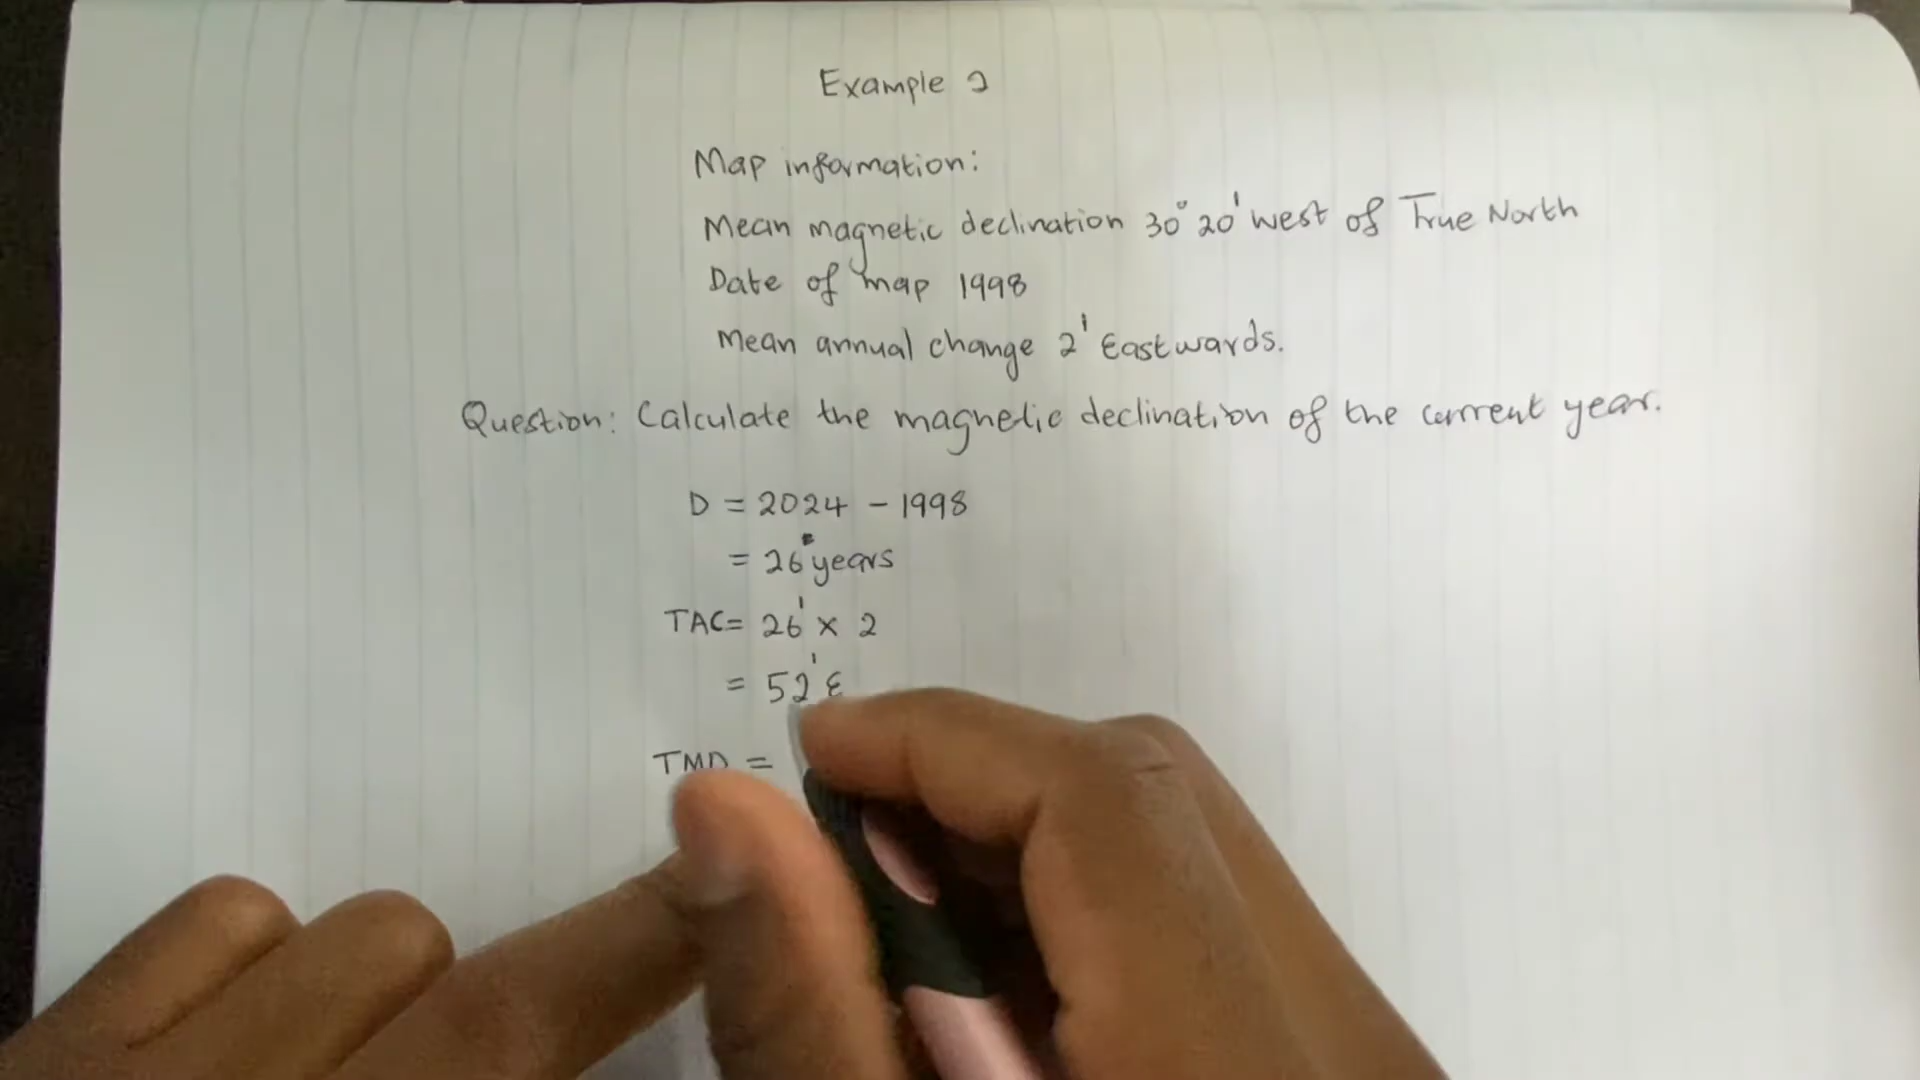 Example 2
Map information:
Mean magnetic declination 30° 20' west of True North
Date of map 1998
Mean annual change 2' Eastwards.
Question: Calculate the magnetic declination of the current year.
D = 2024 - 1998
= 26 years
TAC = 26' × 2
= 52' E
TMD =